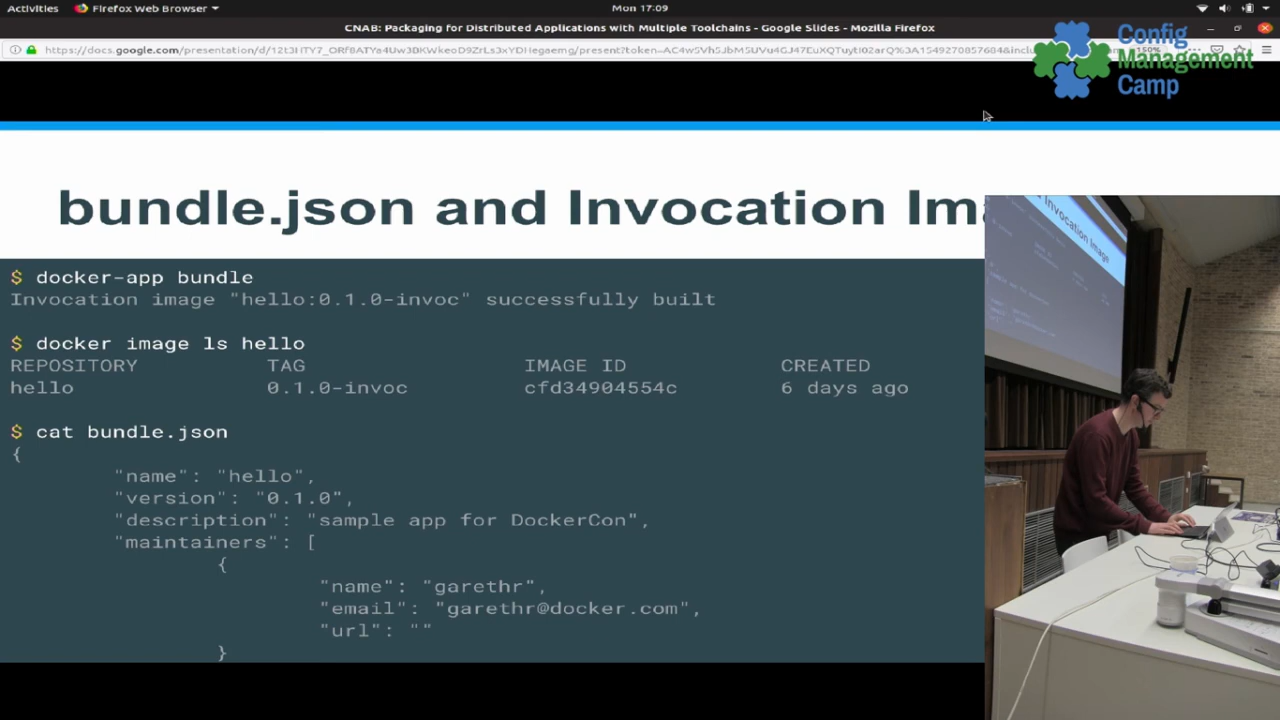 Activities Firefox Web Browser Mon 17:09
CNAB: Packaging for Distributed Applications with Multiple Toolchains - Google Slides - Mozilla Firefox
Config
Management
Camp
bundle.json and Invocation Im
$ docker-app bundle
Invocation image "hello:0.1.0-invoc" successfully built
$ docker image ls hello
REPOSITORY TAG IMAGE ID CREATED
hello 0.1.0-invoc cfd34904554c 6 days ago
$ cat bundle.json
{
"name": "hello",
"version": "0.1.0",
"description": "sample app for DockerCon",
"maintainers": [
{
"name": "garethr",
"email": "garethr@docker.com",
"url": ""
}
Invocation Image